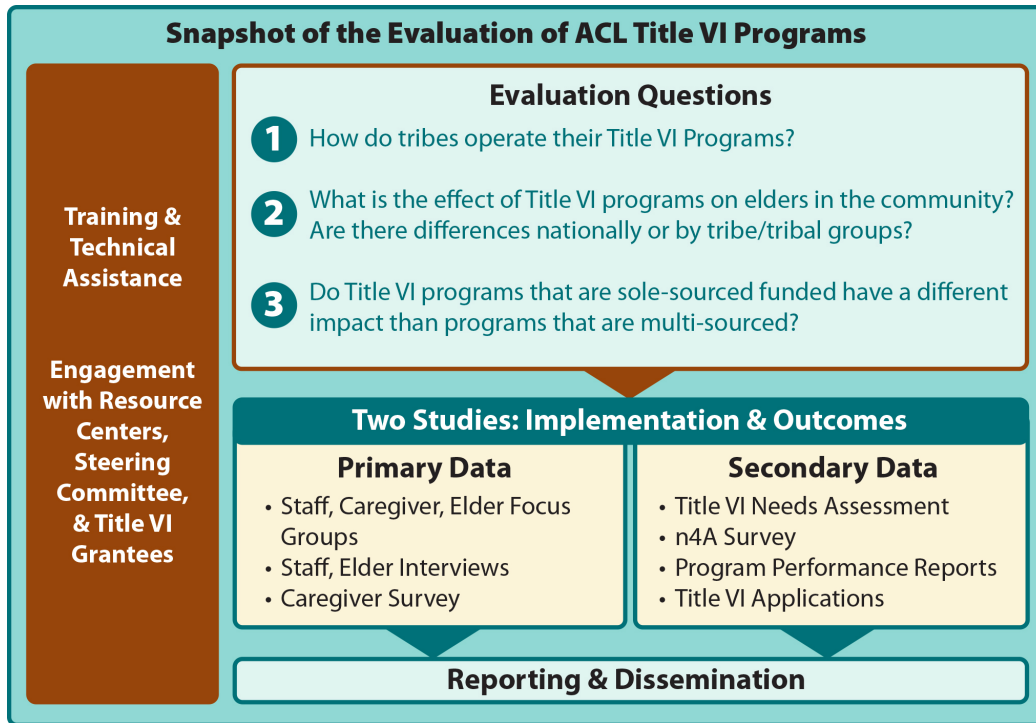 Snapshot of the Evaluation of ACL Title VI Programs
Training &
Technical
Assistance
Engagement
with Resource
Centers,
Steering
Committee,
& Title VI
Grantees
Evaluation Questions
1 How do tribes operate their Title VI Programs?
2 What is the effect of Title VI programs on elders in the community?
Are there differences nationally or by tribe/tribal groups?
3 Do Title VI programs that are sole-sourced funded have a different
impact than programs that are multi-sourced?
Two Studies: Implementation & Outcomes
Primary Data
• Staff, Caregiver, Elder Focus
Groups
• Staff, Elder Interviews
• Caregiver Survey
Secondary Data
• Title VI Needs Assessment
• n4A Survey
• Program Performance Reports
• Title VI Applications
Reporting & Dissemination